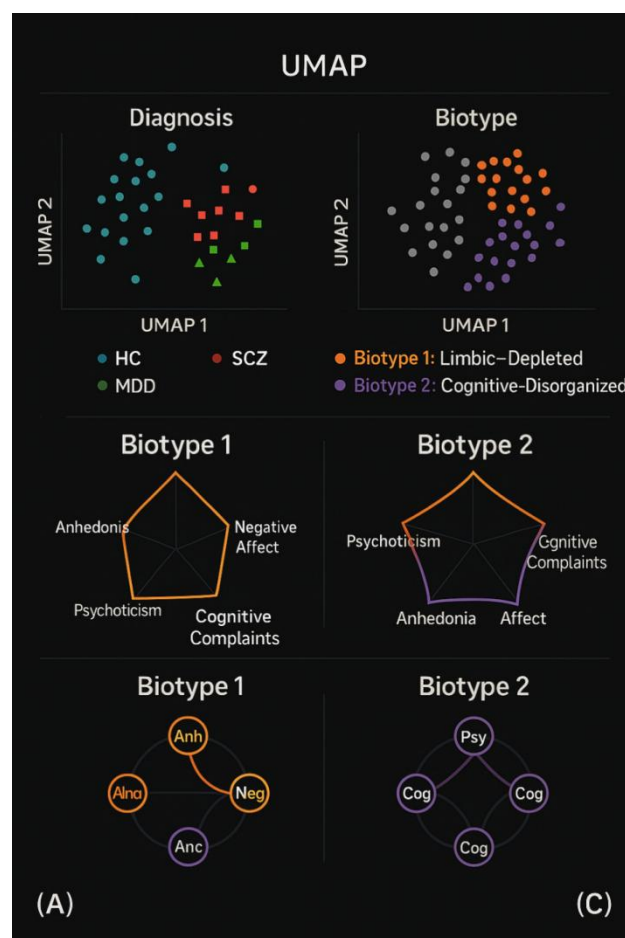 UMAP
Diagnosis
Biotype
UMAP 2
UMAP 1
UMAP 2
UMAP 1
HC
SCZ
MDD
Biotype 1: Limbic–Depleted
Biotype 2: Cognitive-Disorganized
Biotype 1
Anhedonis
Negative
Affect
Psychoticism
Cognitive
Complaints
Biotype 2
Psychoticism
Cgnitive
Complaints
Anhedonia
Affect
Biotype 1
Anh
Alna
Neg
Anc
Biotype 2
Psy
Cog
Cog
Cog
(A)
(C)